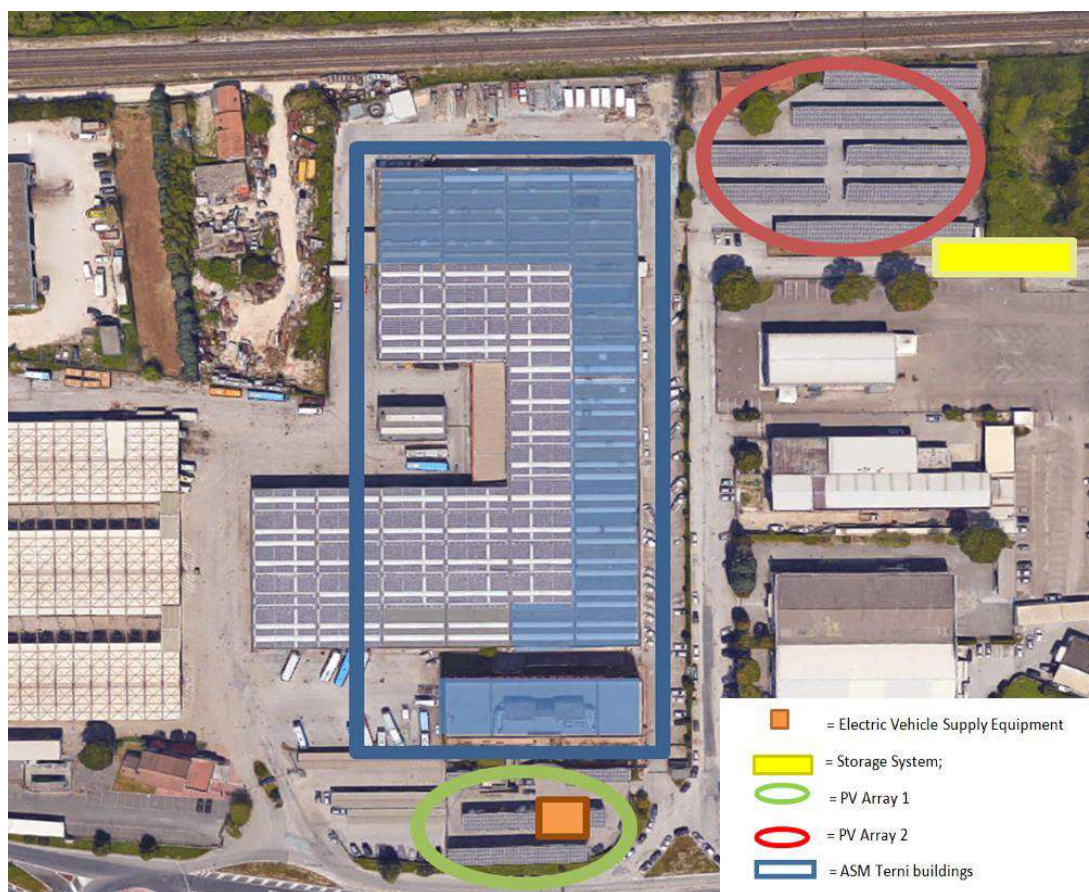 = Electric Vehicle Supply Equipment
= Storage System;
= PV Array 1
= PV Array 2
= ASM Terni buildings